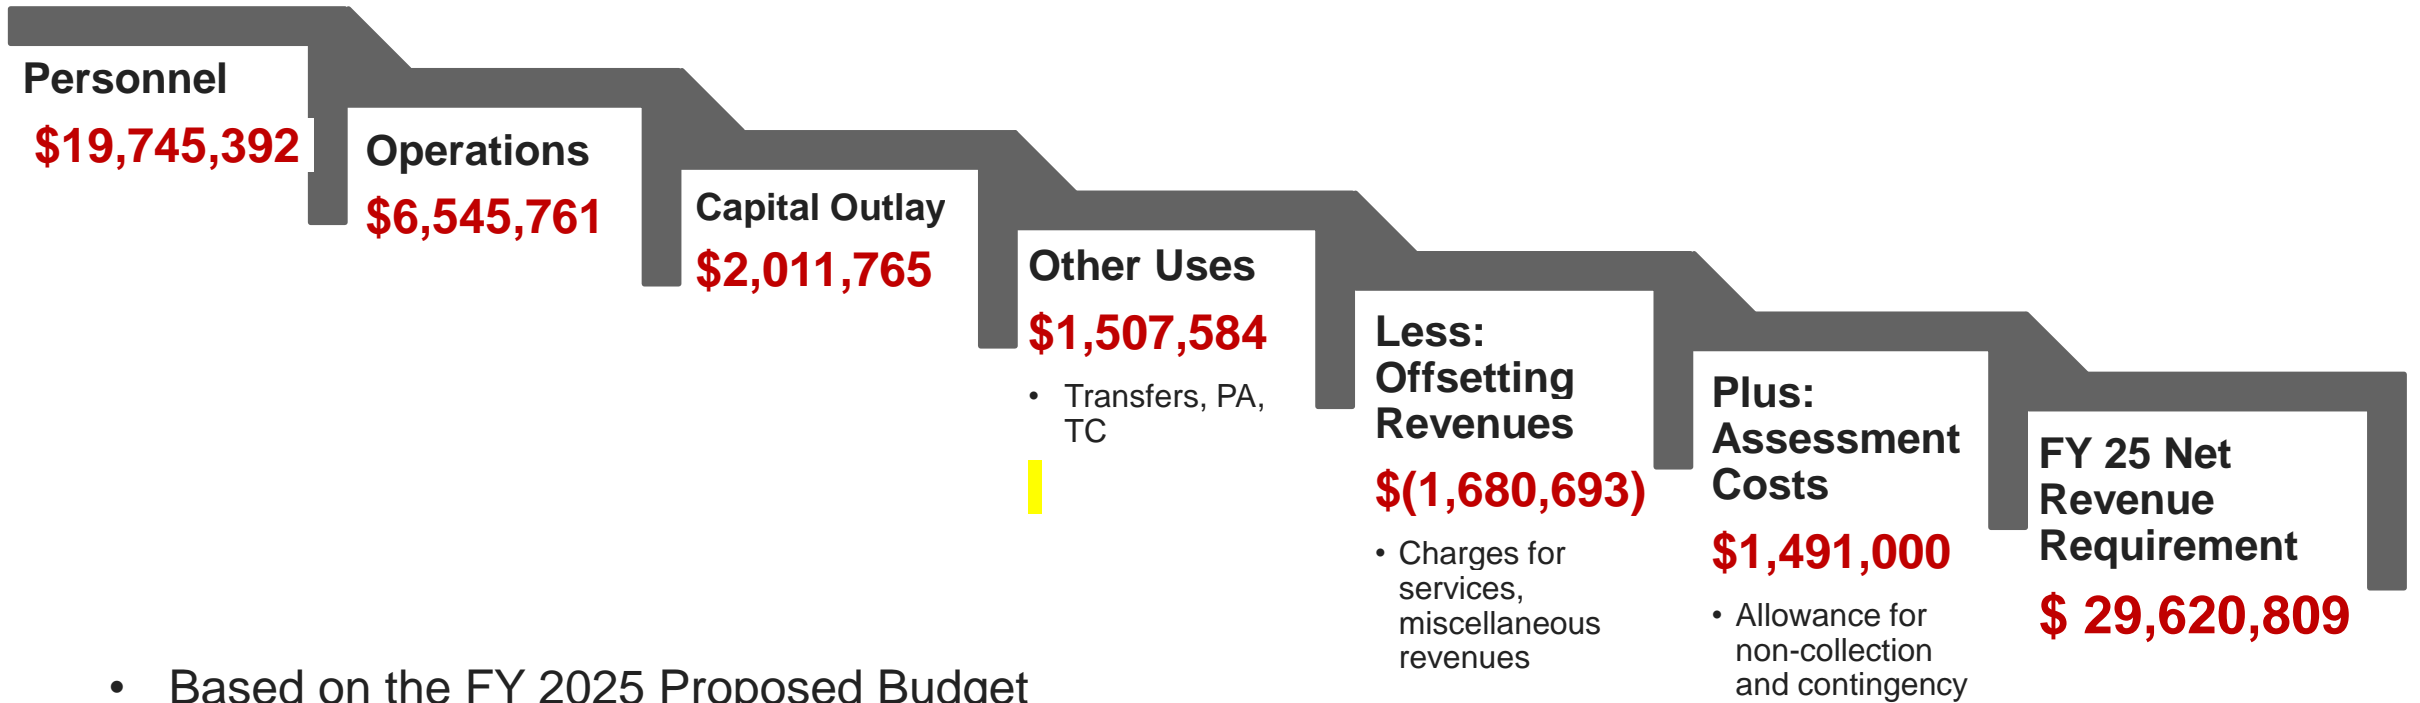 Personnel
$19,745,392
Operations
$6,545,761
Capital Outlay
$2,011,765
Other Uses
$1,507,584
• Transfers, PA,
TC
Less:
Offsetting
Revenues
$(1,680,693)
• Charges for
services,
miscellaneous
revenues
Plus:
Assessment
Costs
$1,491,000
• Allowance for
non-collection
and contingency
FY 25 Net
Revenue
Requirement
$ 29,620,809
• Based on the FY 2025 Proposed Budget